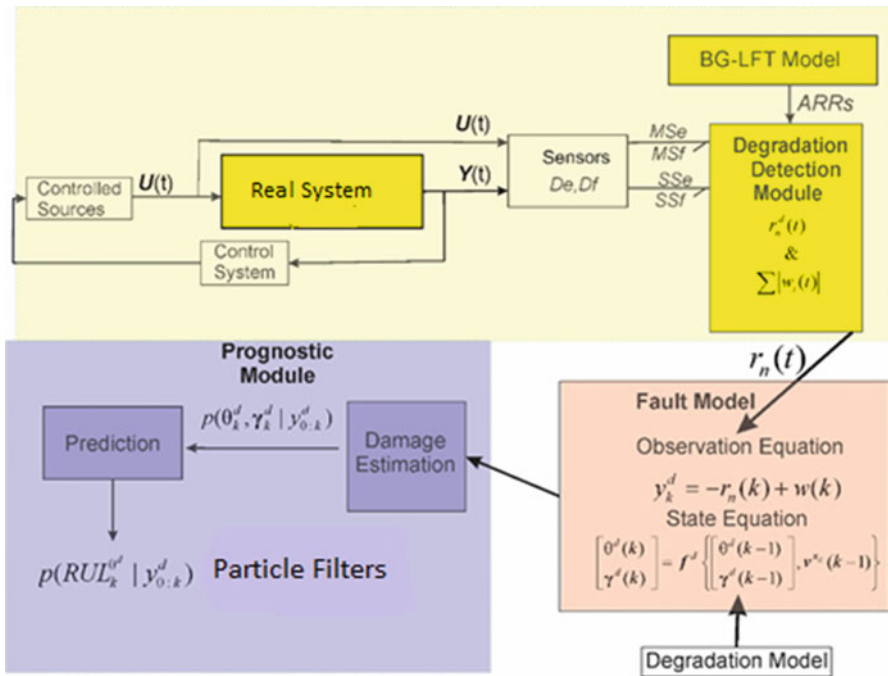 BG-LFT Model
ARRs
U(t)
MSe
MSf
Sensors
De, Df
Degradation
Detection
Module
r_n^d(t)
&
∑|w_i(t)|
Controlled
Sources
U(t)
Real System
Y(t)
SSe
SSf
Control
System
r_n(t)
Prognostic
Module
Prediction
p(θ_k^d, γ_k^d | y_{0:k}^d)
Damage
Estimation
p(RUL_k^{θ^d} | y_{0:k}^d)
Particle Filters
Fault Model
Observation Equation
y_k^d = -r_n(k) + w(k)
State Equation
[θ^d(k) γ^d(k)] = f^d {[θ^d(k-1) γ^d(k-1)], v^{x_d}(k-1)}
Degradation Model